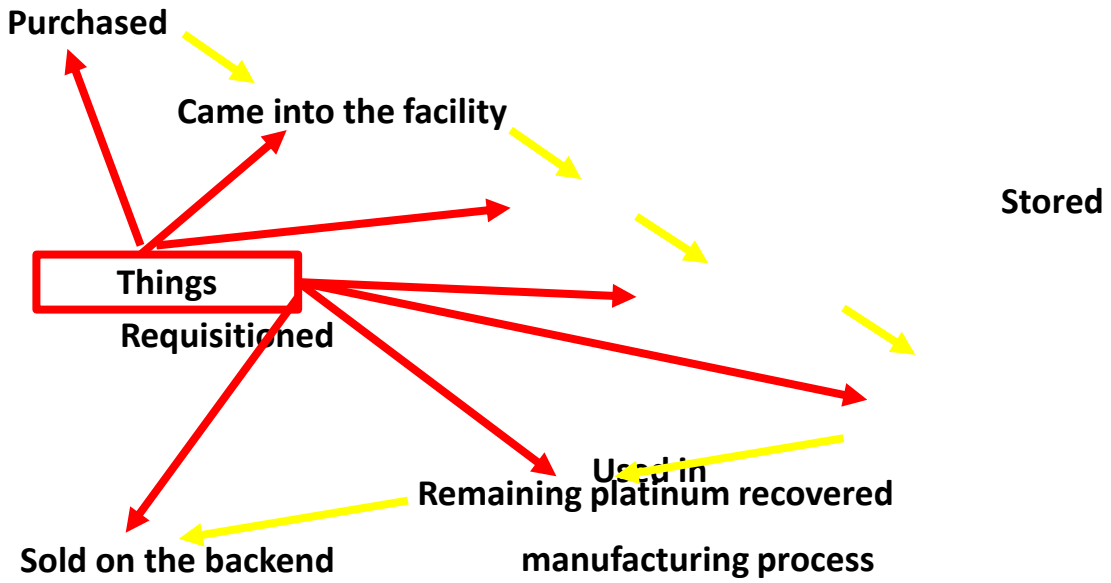 Purchased
Came into the facility
Stored
Things
Requisitioned
Used in
Remaining platinum recovered
Sold on the backend
manufacturing process